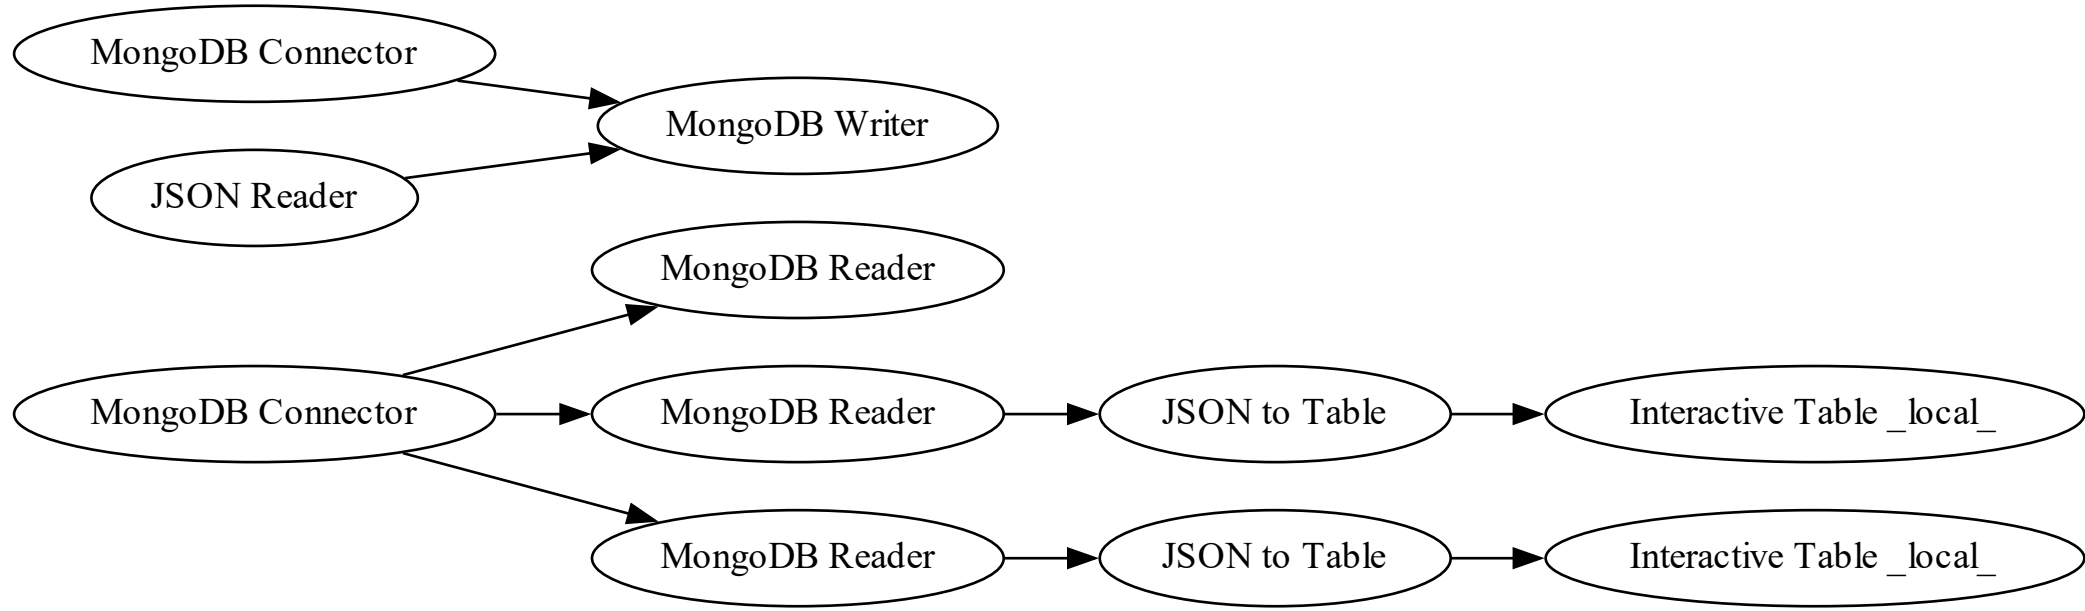 MongoDB Connector
MongoDB Writer
JSON Reader
MongoDB Reader
MongoDB Connector
MongoDB Reader
JSON to Table
Interactive Table _local_
MongoDB Reader
JSON to Table
Interactive Table _local_